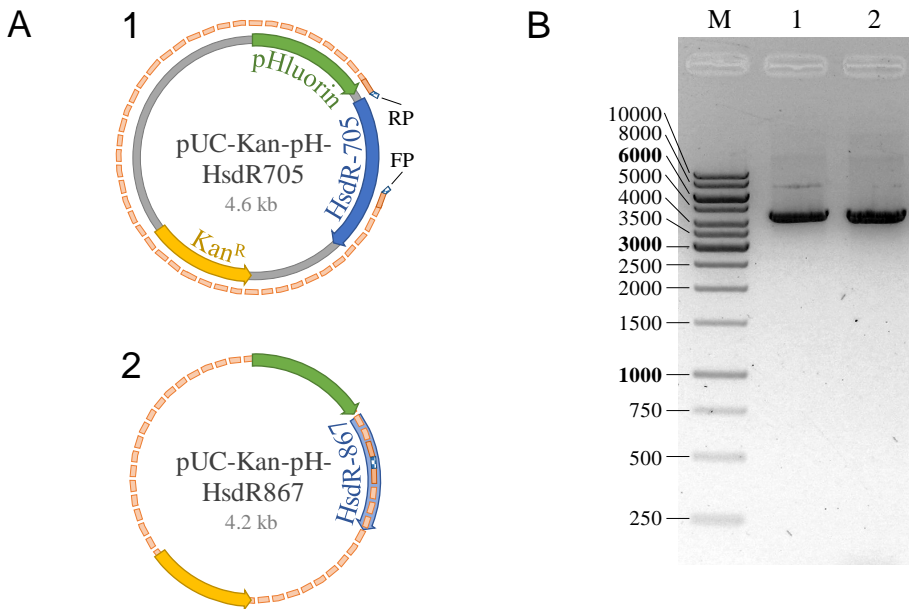 A
1
pHluorin
RP
pUC-Kan-pH-
HsdR705
4.6 kb
HsdR-705
FP
KanR
2
pUC-Kan-pH-
HsdR867
4.2 kb
HsdR-867
B
M 1 2
10000
8000
6000
5000
4000
3500
3000
2500
2000
1500
1000
750
500
250